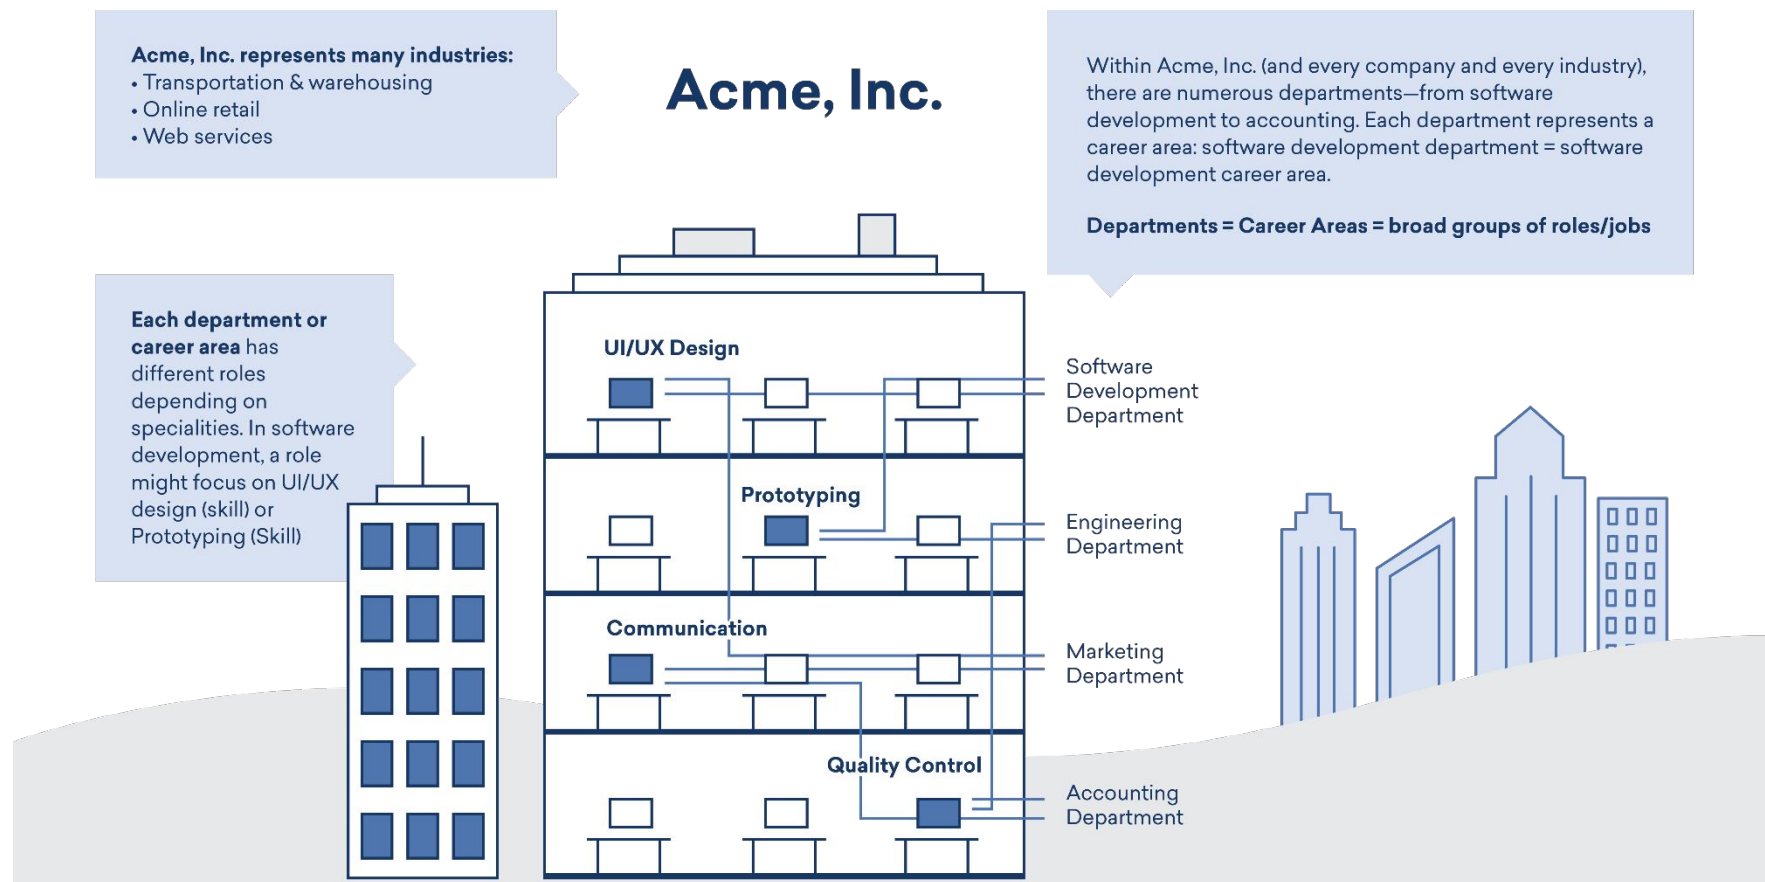 Acme, Inc. represents many industries:
• Transportation & warehousing
• Online retail
• Web services
Acme, Inc.
Within Acme, Inc. (and every company and every industry),
there are numerous departments—from software
development to accounting. Each department represents a
career area: software development department = software
development career area.
Departments = Career Areas = broad groups of roles/jobs
Each department or
career area has
different roles
depending on
specialities. In software
development, a role
might focus on UI/UX
design (skill) or
Prototyping (Skill)
UI/UX Design
Software
Development
Department
Prototyping
Engineering
Department
Communication
Marketing
Department
Quality Control
Accounting
Department